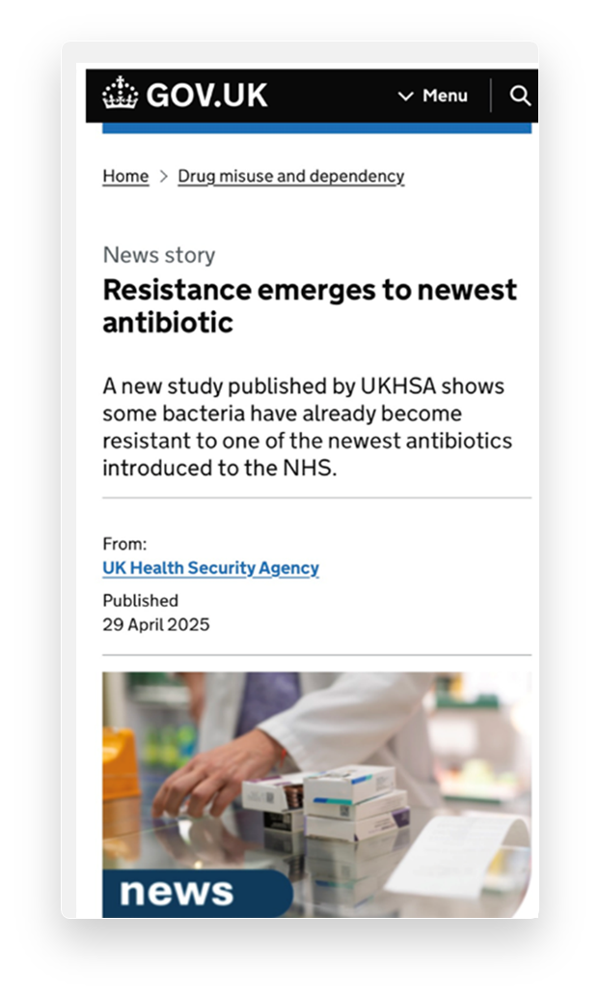 GOV.UK
Menu
Home > Drug misuse and dependency
News story
Resistance emerges to newest
antibiotic
A new study published by UKHSA shows
some bacteria have already become
resistant to one of the newest antibiotics
introduced to the NHS.
From:
UK Health Security Agency
Published
29 April 2025
news